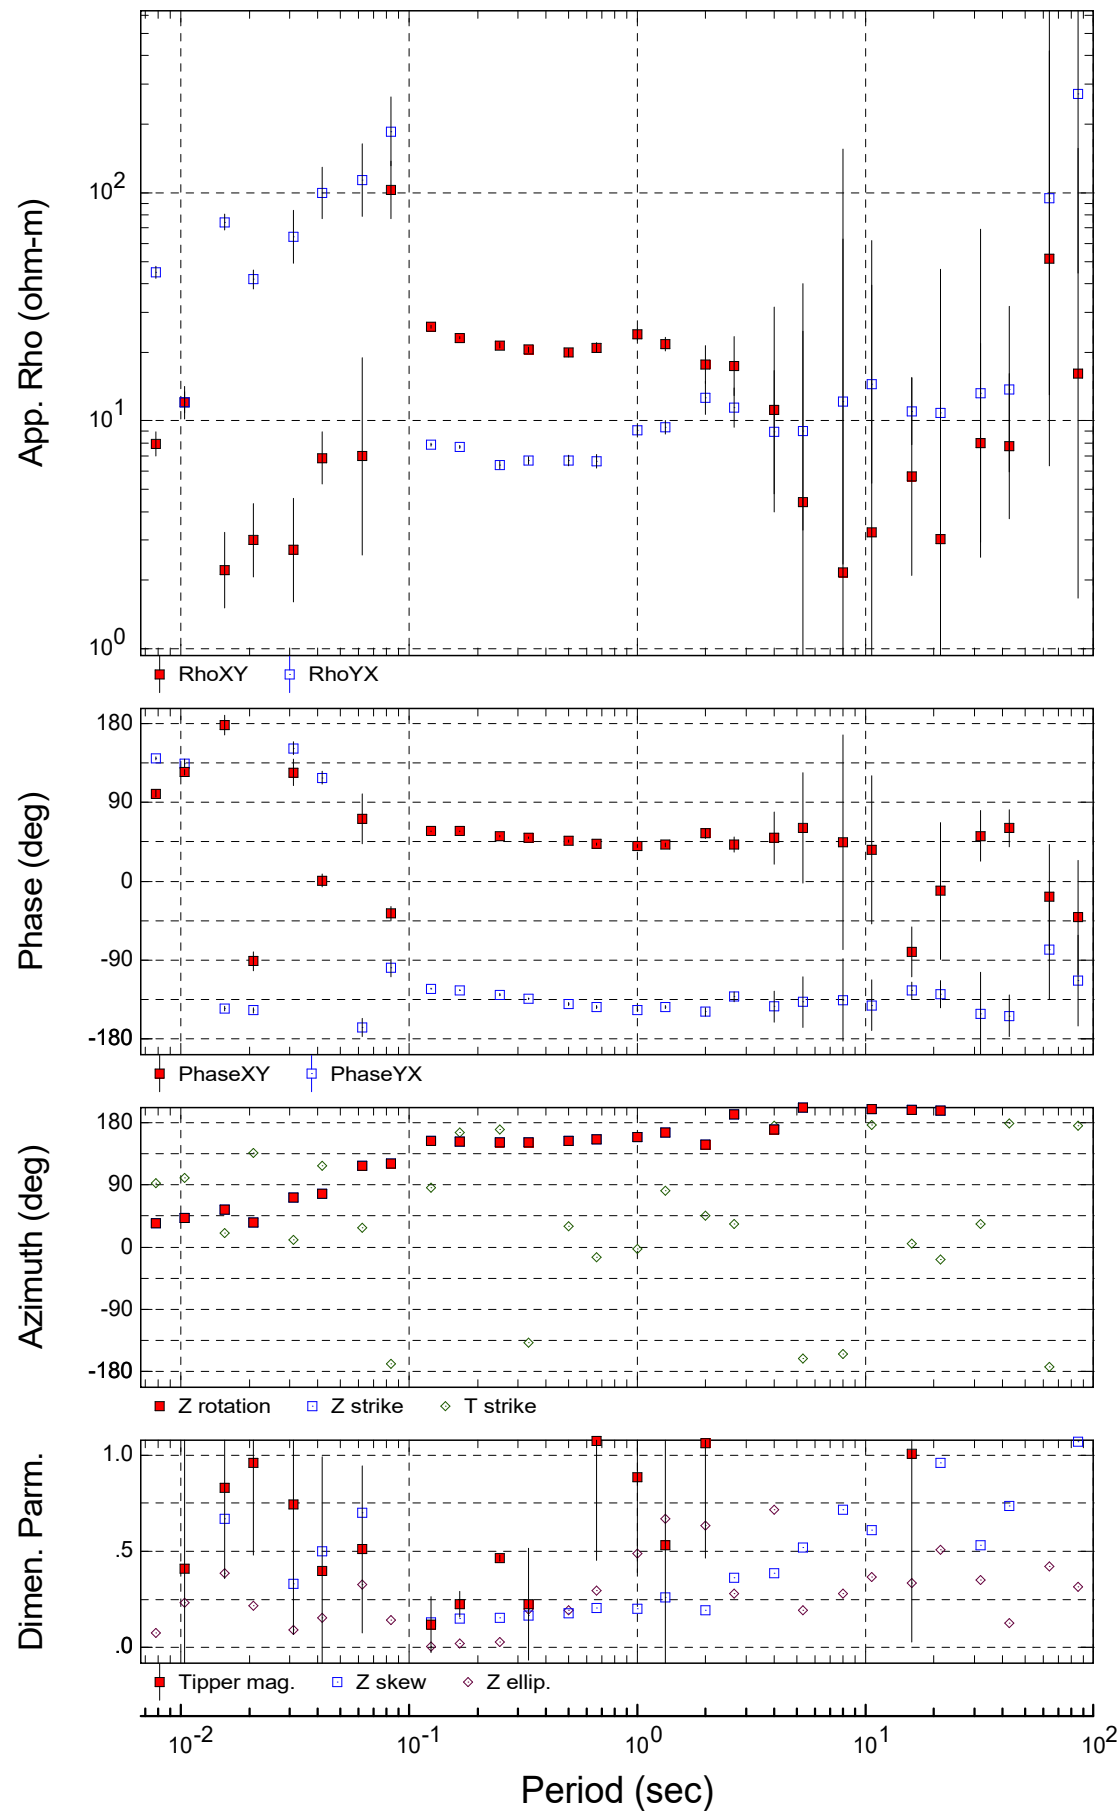 App. Rho (ohm-m)
10^2
10^1
10^0
RhoXY RhoYX
Phase (deg)
180
90
0
-90
-180
PhaseXY PhaseYX
Azimuth (deg)
180
90
0
-90
-180
Z rotation Z strike T strike
Dimen. Parm.
1.0
.5
.0
Tipper mag. Z skew Z ellip.
10^-2 10^-1 10^0 10^1 10^2
Period (sec)